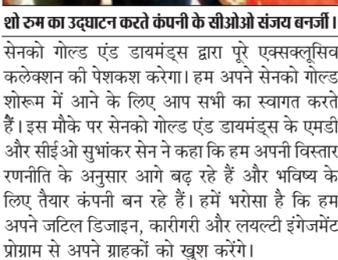 शो रुम का उद्घाटन करते कंपनी के सीओओ संजय बनर्जी।
सेनको गोल्ड एंड डायमंड्स द्वारा पूरे एक्सक्लूसिव
कलेक्शन की पेशकश करेगा। हम अपने सेनको गोल्ड
शोरूम में आने के लिए आप सभी का स्वागत करते
हैं। इस मौके पर सेनको गोल्ड एंड डायमंड्स के एमडी
और सीईओ सुभांकर सेन ने कहा कि हम अपनी विस्तार
रणनीति के अनुसार आगे बढ़ रहे हैं और भविष्य के
लिए तैयार कंपनी बन रहे हैं। हमें भरोसा है कि हम
अपने जटिल डिजाइन, कारीगरी और लयल्टी इंगेजमेंट
प्रोग्राम से अपने ग्राहकों को खुश करेंगे।